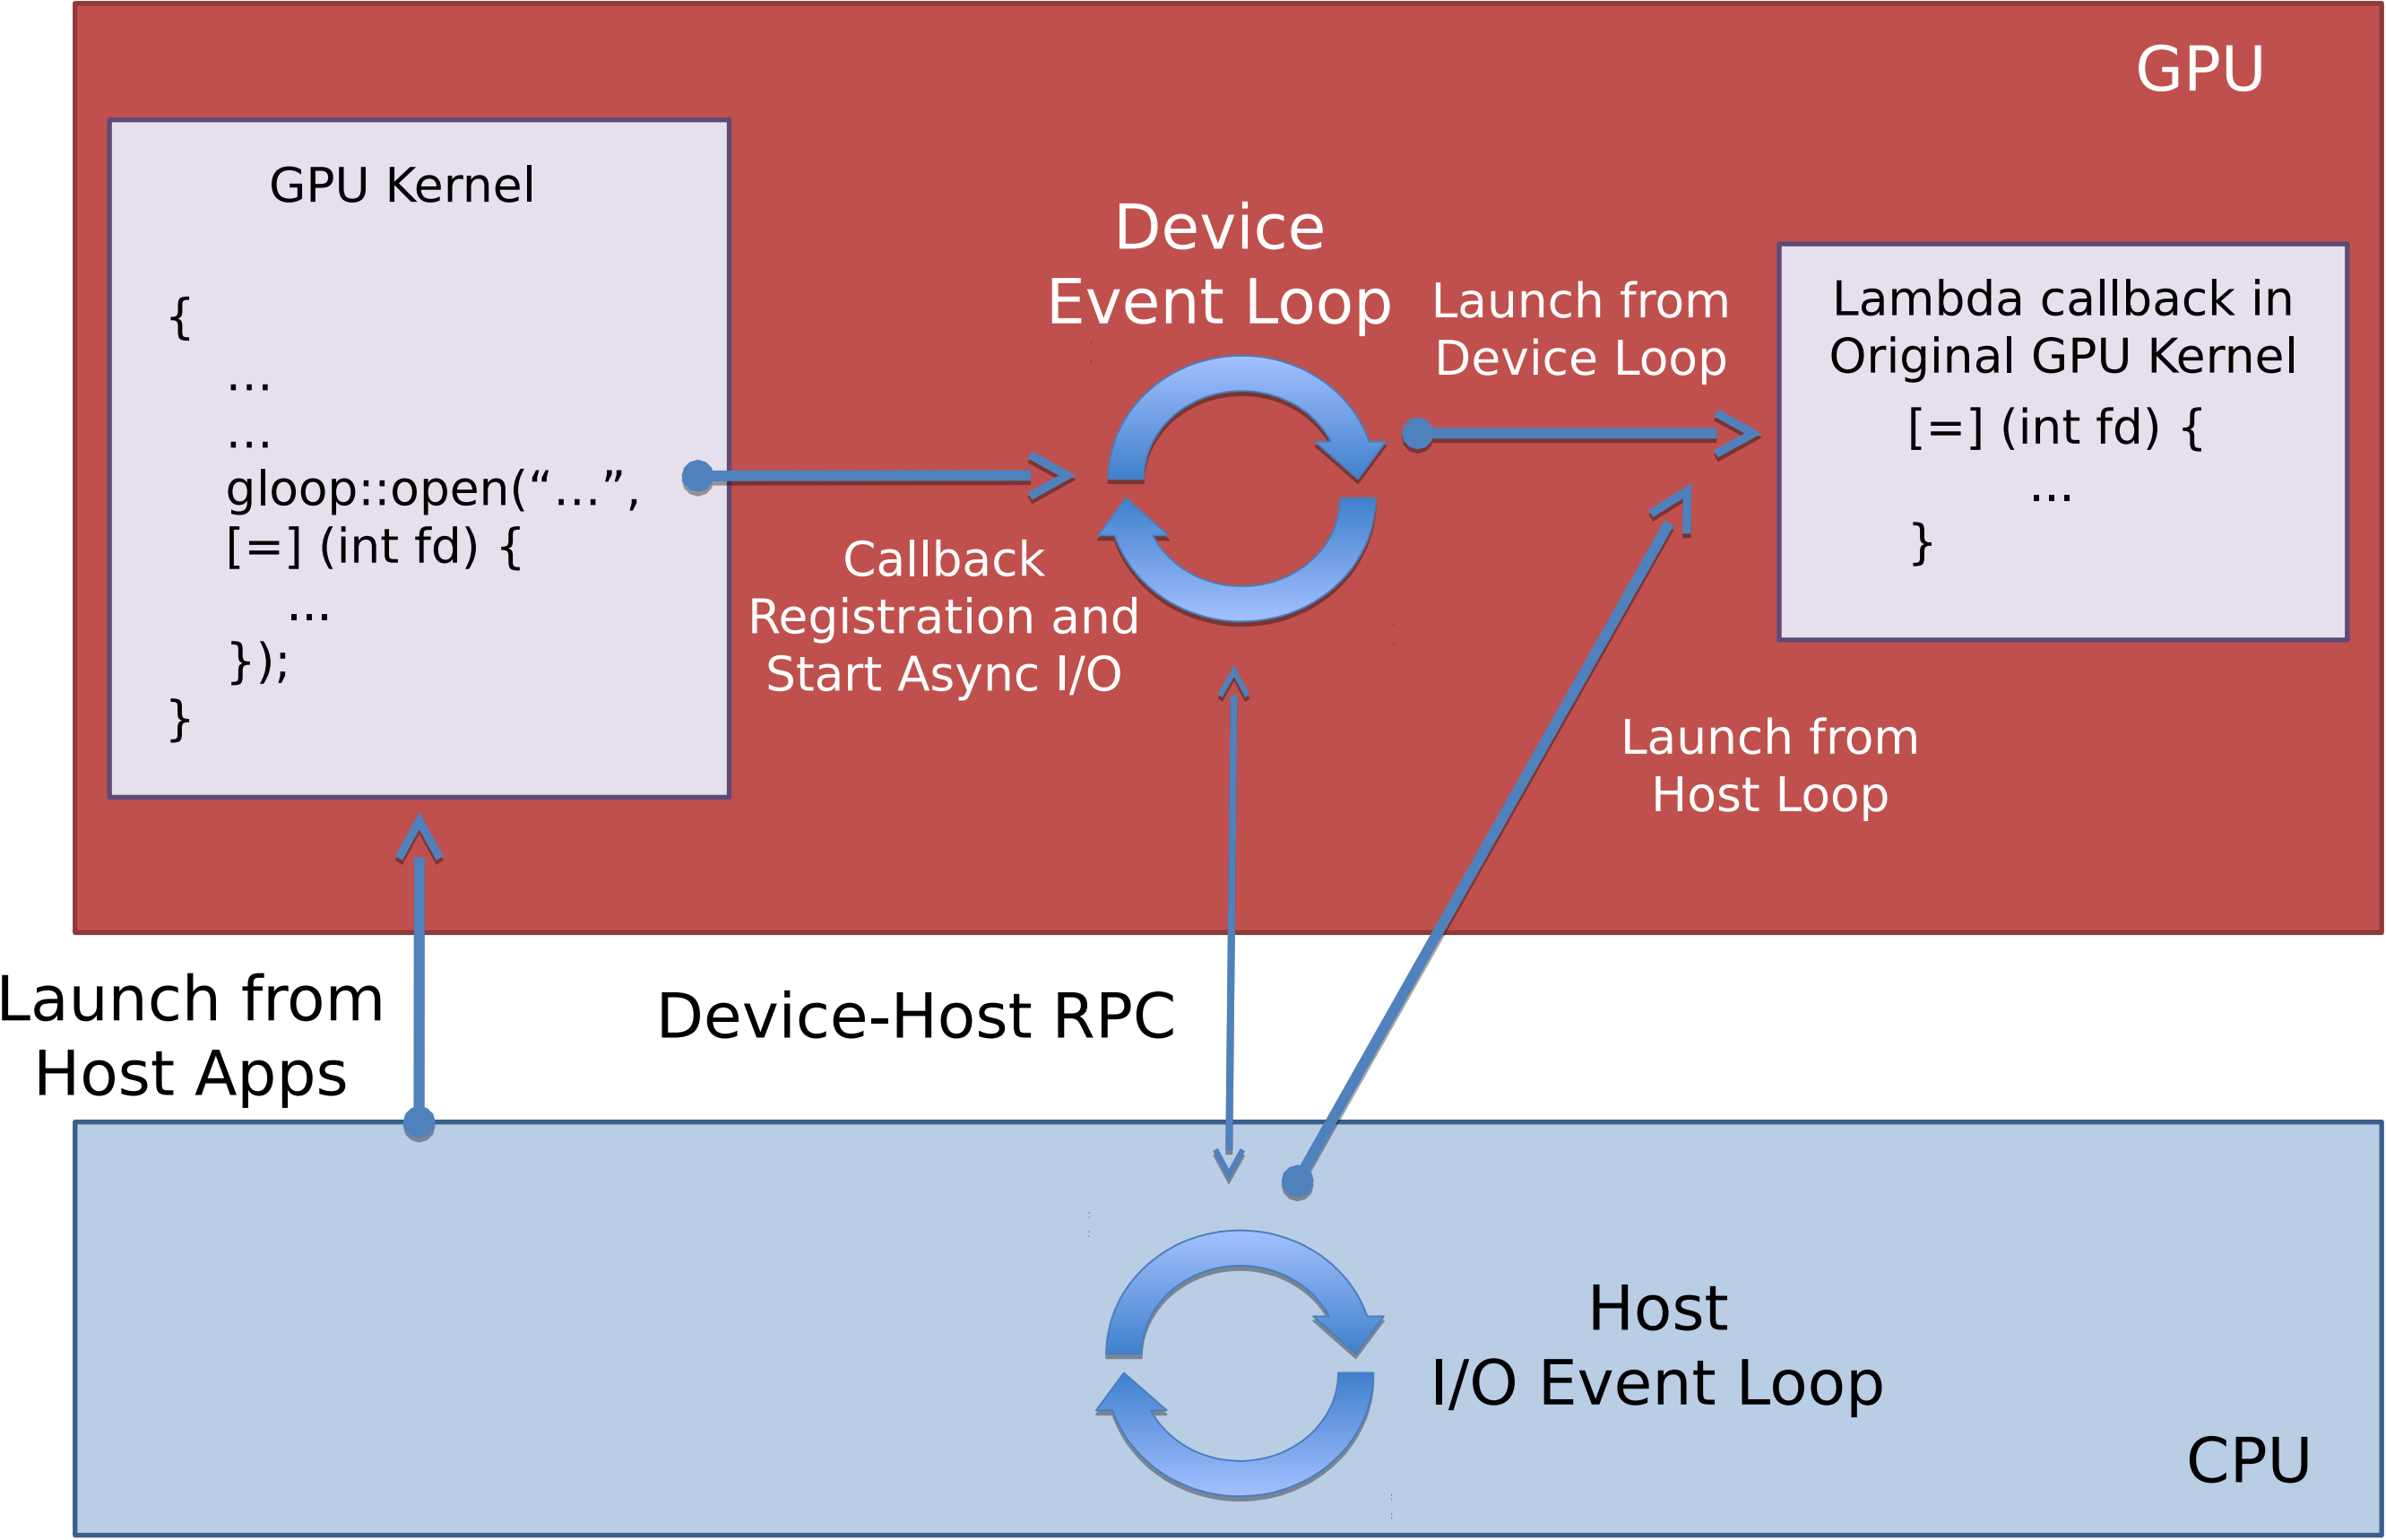 GPU
GPU Kernel
{
...
...
gloop::open(“...”,
[=] (int fd) {
...
});
}
Device
Event Loop
Callback
Registration and
Start Async I/O
Launch from
Device Loop
Lambda callback in
Original GPU Kernel
[=] (int fd) {
...
}
Launch from
Host Loop
Launch from
Host Apps
Device-Host RPC
Host
I/O Event Loop
CPU